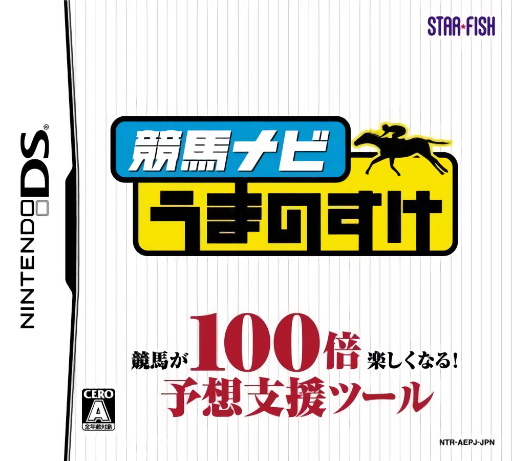 STAR★FISH
NINTENDO DS®
競馬ナビ
うまのすけ
競馬が100倍楽しくなる!
予想支援ツール
CERO
A
全年齢対象
NTR-AEPJ-JPN